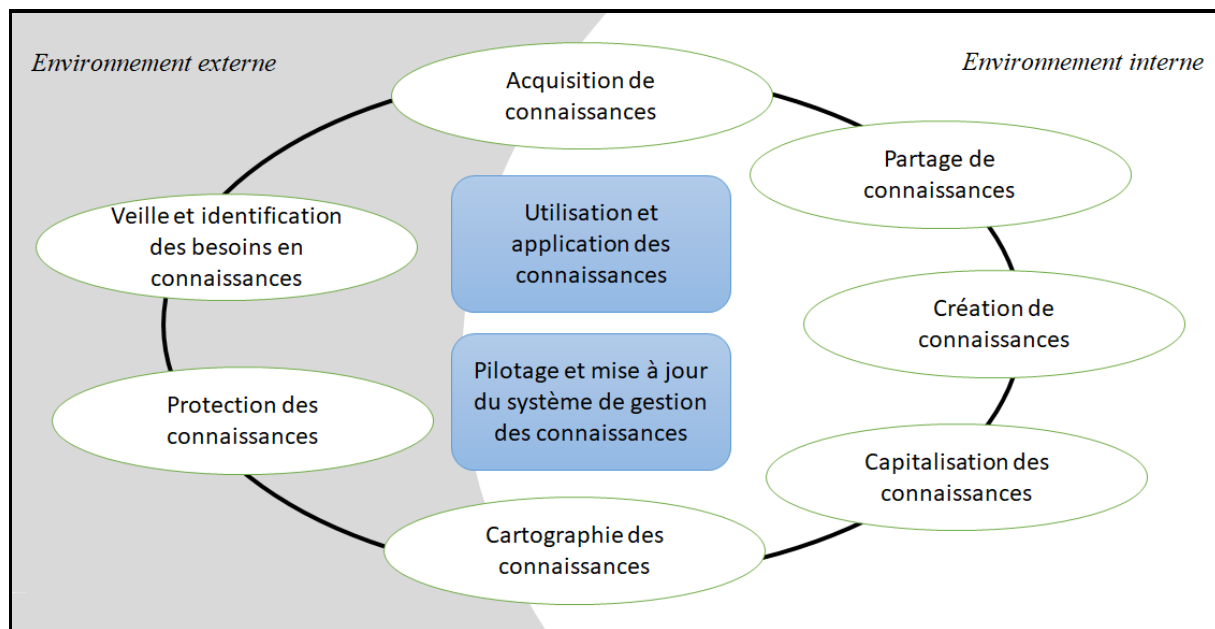 Environnement externe
Environnement interne
Acquisition de
connaissances
Partage de
connaissances
Veille et identification
des besoins en
connaissances
Utilisation et
application des
connaissances
Création de
connaissances
Pilotage et mise à jour
du système de gestion
des connaissances
Protection des
connaissances
Capitalisation des
connaissances
Cartographie des
connaissances